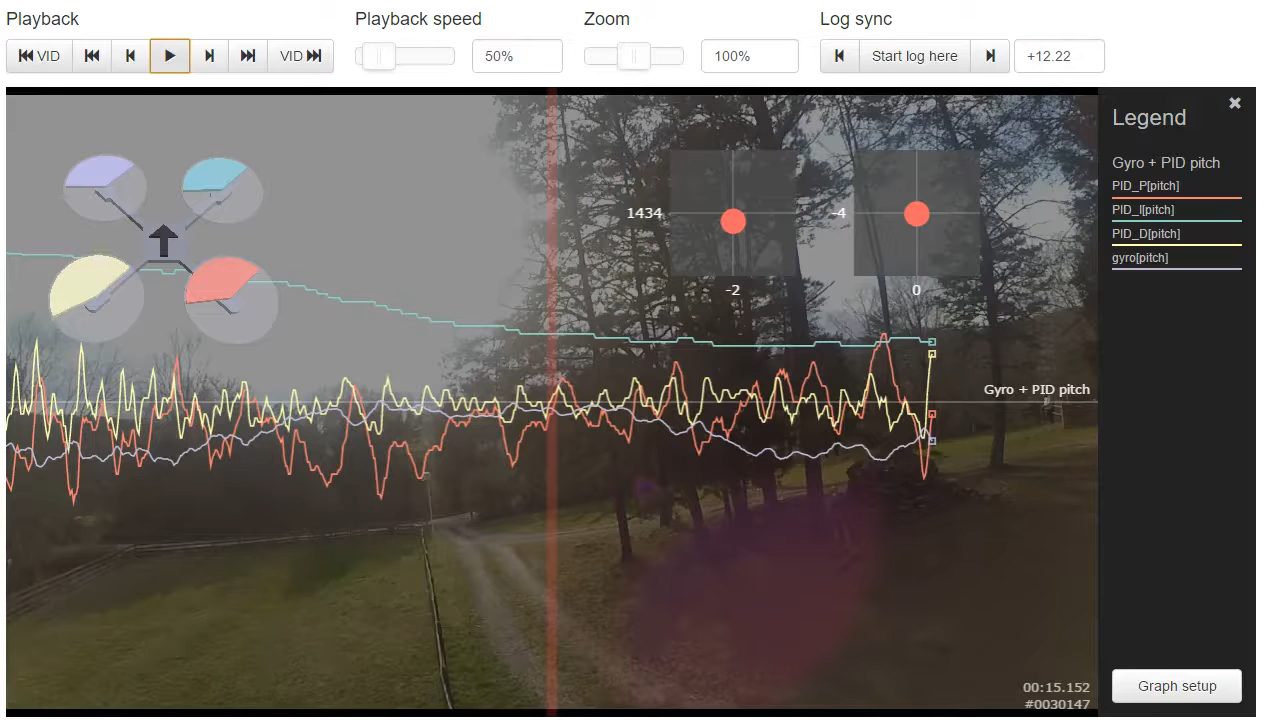 Playback
Playback speed
Zoom
Log sync
VID
VID
50%
100%
Start log here
+12.22
Legend
Gyro + PID pitch
PID_P[pitch]
PID_I[pitch]
PID_D[pitch]
gyro[pitch]
1434
-4
-2
0
Gyro + PID pitch
00:15.152
#0030147
Graph setup